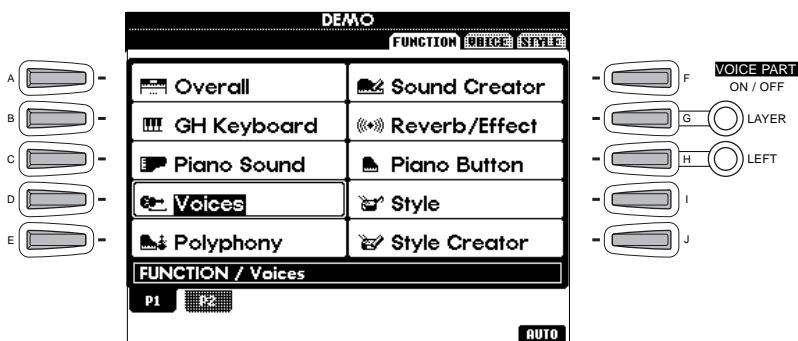 DEMO
FUNCTION VOICE STYLE
A Overall Sound Creator F VOICE PART
ON / OFF
B GH Keyboard Reverb/Effect G LAYER
C Piano Sound Piano Button H LEFT
D Voices Style I
E Polyphony Style Creator J
FUNCTION / Voices
P1 P2
AUTO